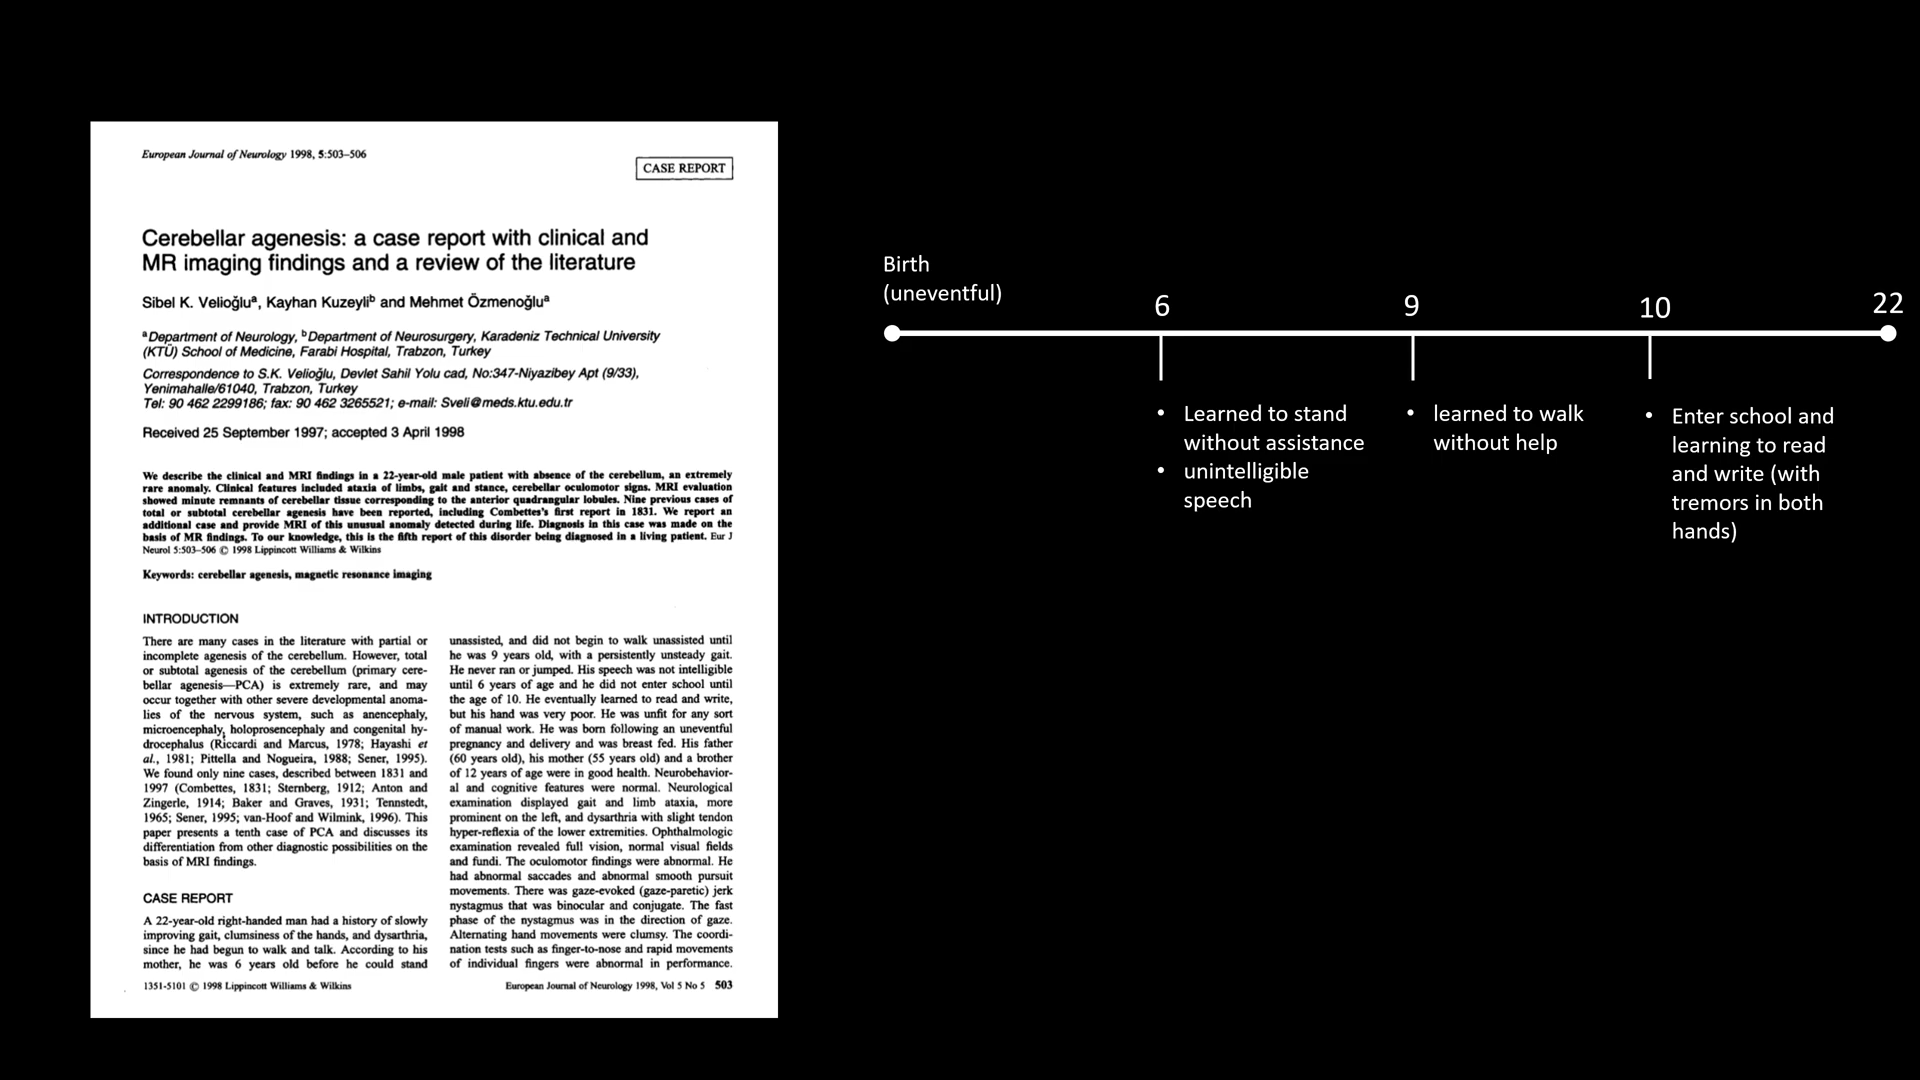 European Journal of Neurology 1998, 5:503–506
CASE REPORT
Cerebellar agenesis: a case report with clinical and
MR imaging findings and a review of the literature
Sibel K. Velioğluᵃ, Kayhan Kuzeyliᵇ and Mehmet Özmenoğluᵃ
ᵃDepartment of Neurology, ᵇDepartment of Neurosurgery, Karadeniz Technical University
(KTÜ) School of Medicine, Farabi Hospital, Trabzon, Turkey
Correspondence to S.K. Velioğlu, Devlet Sahil Yolu cad, No:347-Niyazibey Apt (9/33),
Yenimahalle/61040, Trabzon, Turkey
Tel: 90 462 2299186; fax: 90 462 3265521; e-mail: Sveli@meds.ktu.edu.tr
Received 25 September 1997; accepted 3 April 1998
We describe the clinical and MRI findings in a 22-year-old male patient with absence of the cerebellum, an extremely
rare anomaly. Clinical features included ataxia of limbs, gait and stance, cerebellar oculomotor signs. MRI evaluation
showed minute remnants of cerebellar tissue corresponding to the anterior quadrangular lobules. Nine previous cases of
total or subtotal cerebellar agenesis have been reported, including Combettes's first report in 1831. We report an
additional case and provide MRI of this unusual anomaly detected during life. Diagnosis in this case was made on the
basis of MR findings. To our knowledge, this is the fifth report of this disorder being diagnosed in a living patient. Eur J
Neurol 5:503–506 © 1998 Lippincott Williams & Wilkins
Keywords: cerebellar agenesis, magnetic resonance imaging
INTRODUCTION
There are many cases in the literature with partial or
incomplete agenesis of the cerebellum. However, total
or subtotal agenesis of the cerebellum (primary cere-
bellar agenesis—PCA) is extremely rare, and may
occur together with other severe developmental anoma-
lies of the nervous system, such as anencephaly,
microencephaly, holoprosencephaly and congenital hy-
drocephalus (Riccardi and Marcus, 1978; Hayashi et
al., 1981; Pittella and Nogueira, 1988; Sener, 1995).
We found only nine cases, described between 1831 and
1997 (Combettes, 1831; Sternberg, 1912; Anton and
Zingerle, 1914; Baker and Graves, 1931; Tennstedt,
1965; Sener, 1995; van-Hoof and Wilmink, 1996). This
paper presents a tenth case of PCA and discusses its
differentiation from other diagnostic possibilities on the
basis of MRI findings.
CASE REPORT
A 22-year-old right-handed man had a history of slowly
improving gait, clumsiness of the hands, and dysarthria,
since he had begun to walk and talk. According to his
mother, he was 6 years old before he could stand
unassisted, and did not begin to walk unassisted until
he was 9 years old, with a persistently unsteady gait.
He never ran or jumped. His speech was not intelligible
until 6 years of age and he did not enter school until
the age of 10. He eventually learned to read and write,
but his hand was very poor. He was unfit for any sort
of manual work. He was born following an uneventful
pregnancy and delivery and was breast fed. His father
(60 years old), his mother (55 years old) and a brother
of 12 years of age were in good health. Neurobehavior-
al and cognitive features were normal. Neurological
examination displayed gait and limb ataxia, more
prominent on the left, and dysarthria with slight tendon
hyper-reflexia of the lower extremities. Ophthalmologic
examination revealed full vision, normal visual fields
and fundi. The oculomotor findings were abnormal. He
had abnormal saccades and abnormal smooth pursuit
movements. There was gaze-evoked (gaze-paretic) jerk
nystagmus that was binocular and conjugate. The fast
phase of the nystagmus was in the direction of gaze.
Alternating hand movements were clumsy. The coordi-
nation tests such as finger-to-nose and rapid movements
of individual fingers were abnormal in performance.
1351-5101 © 1998 Lippincott Williams & Wilkins
European Journal of Neurology 1998, Vol 5 No 5 503
Birth
(uneventful)
6
9
10
22
• Learned to stand
without assistance
• unintelligible
speech
• learned to walk
without help
• Enter school and
learning to read
and write (with
tremors in both
hands)